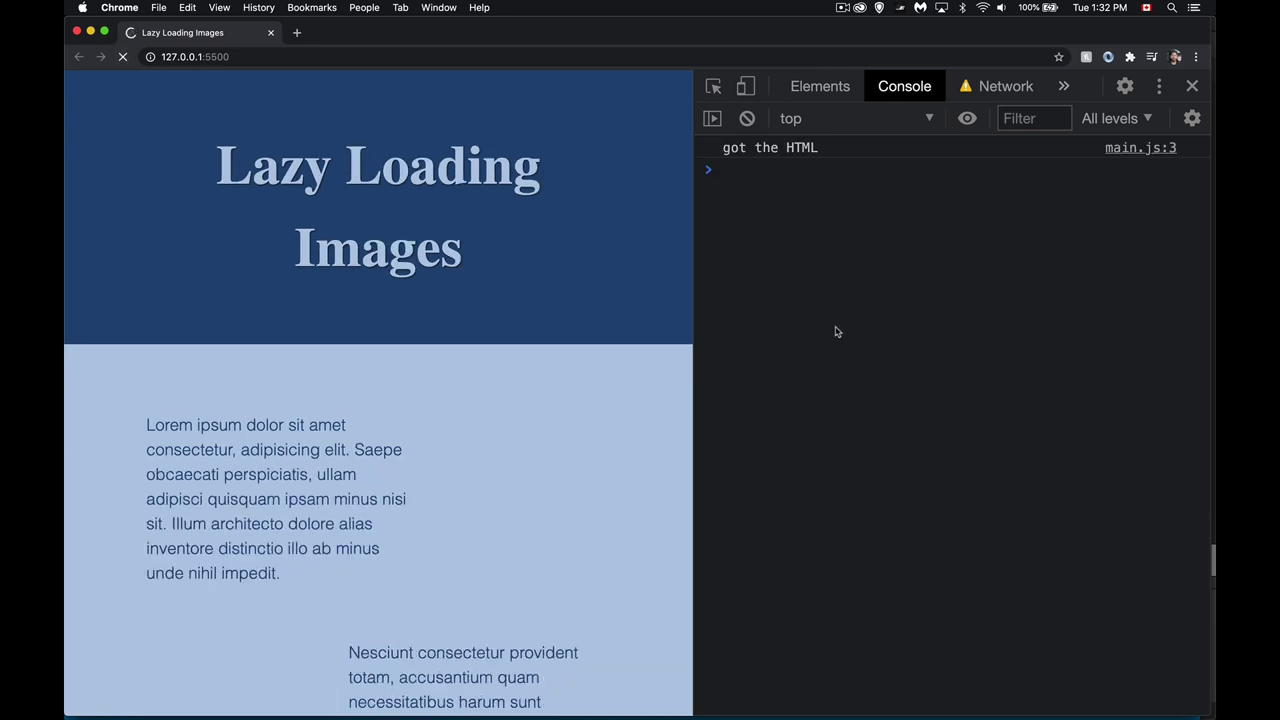 Chrome File Edit View History Bookmarks People Tab Window Help 100% Tue 1:32 PM
Lazy Loading Images
127.0.0.1:5500
Elements Console Network
top Filter All levels
got the HTML main.js:3
Lazy Loading
Images
Lorem ipsum dolor sit amet
consectetur, adipisicing elit. Saepe
obcaecati perspiciatis, ullam
adipisci quisquam ipsam minus nisi
sit. Illum architecto dolore alias
inventore distinctio illo ab minus
unde nihil impedit.
Nesciunt consectetur provident
totam, accusantium quam
necessitatibus harum sunt